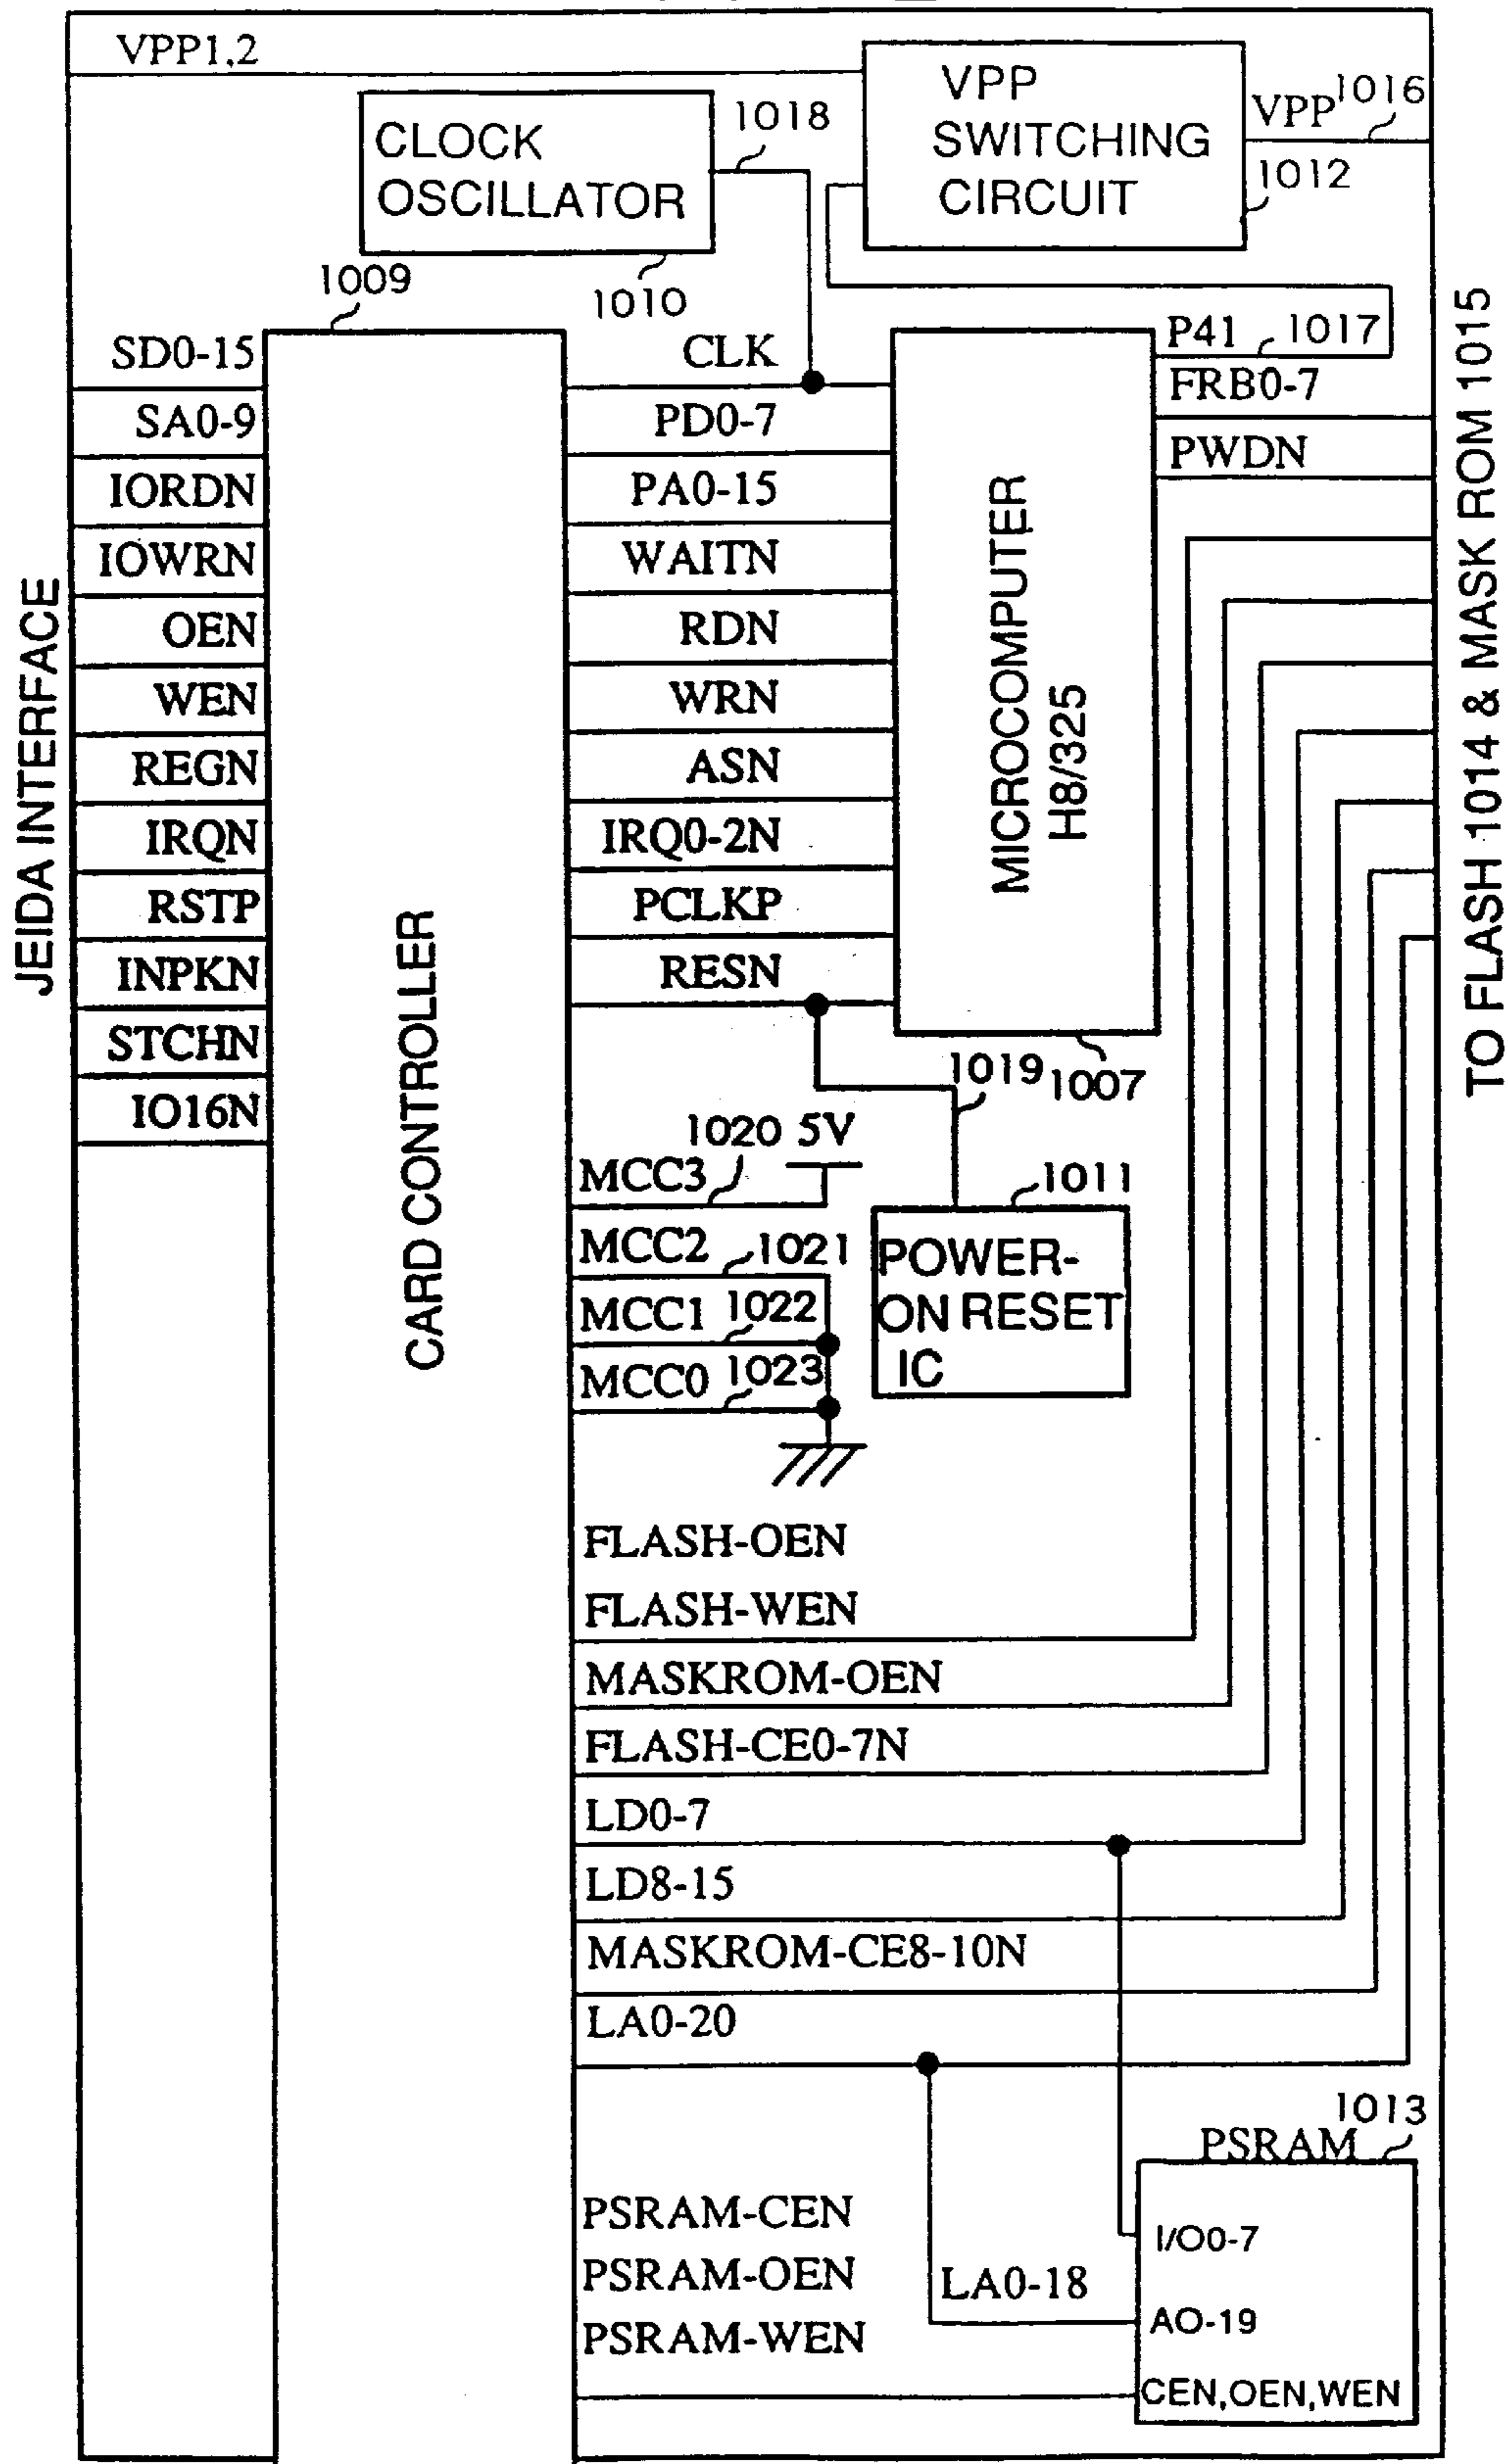 VPP1,2
VPP
SWITCHING
CIRCUIT
VPP
1016
1012
CLOCK
OSCILLATOR
1018
1010
1009
P41
1017
FRB0-7
PWDN
JEIDA INTERFACE
SD0-15
SA0-9
IORDN
IOWRN
OEN
WEN
REGN
IRQN
RSTP
INPKN
STCHN
IO16N
CARD CONTROLLER
CLK
PD0-7
PA0-15
WAITN
RDN
WRN
ASN
IRQ0-2N
PCLKP
RESN
MICROCOMPUTER
H8/325
TO FLASH 1014 & MASK ROM 1015
1019
1007
1020 5V
MCC3
MCC2
1021
MCC1
1022
MCC0
1023
1011
POWER-
ON RESET
IC
FLASH-OEN
FLASH-WEN
MASKROM-OEN
FLASH-CE0-7N
LD0-7
LD8-15
MASKROM-CE8-10N
LA0-20
1013
PSRAM
PSRAM-CEN
PSRAM-OEN
PSRAM-WEN
LA0-18
I/O0-7
AO-19
CEN,OEN,WEN